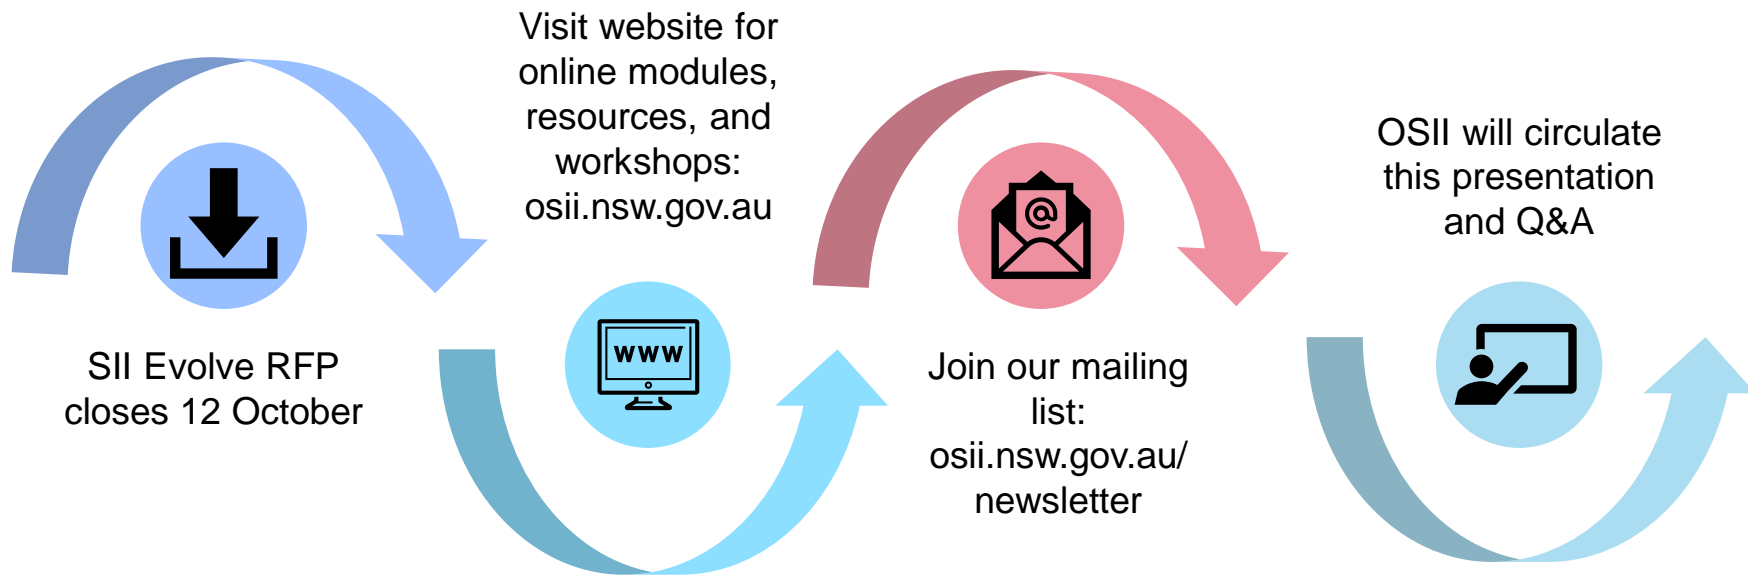 SII Evolve RFP
closes 12 October
Visit website for
online modules,
resources, and
workshops:
osii.nsw.gov.au
www
@
Join our mailing
list:
osii.nsw.gov.au/
newsletter
OSII will circulate
this presentation
and Q&A